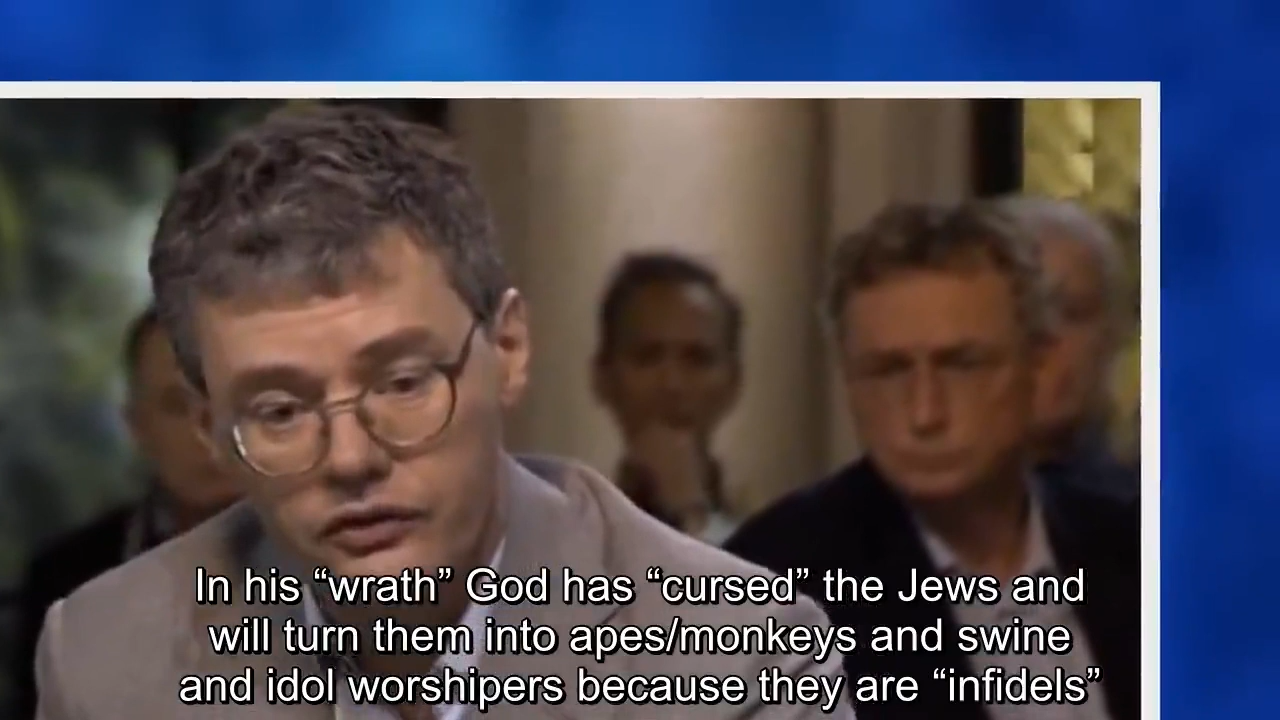 In his “wrath” God has “cursed” the Jews and
will turn them into apes/monkeys and swine
and idol worshipers because they are “infidels”